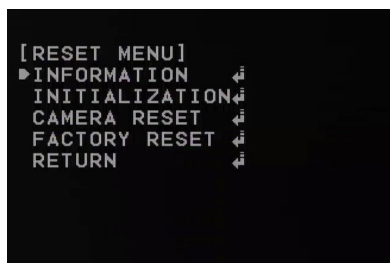 [RESET MENU]
INFORMATION ↲
INITIALIZATION↲
CAMERA RESET ↲
FACTORY RESET ↲
RETURN ↲